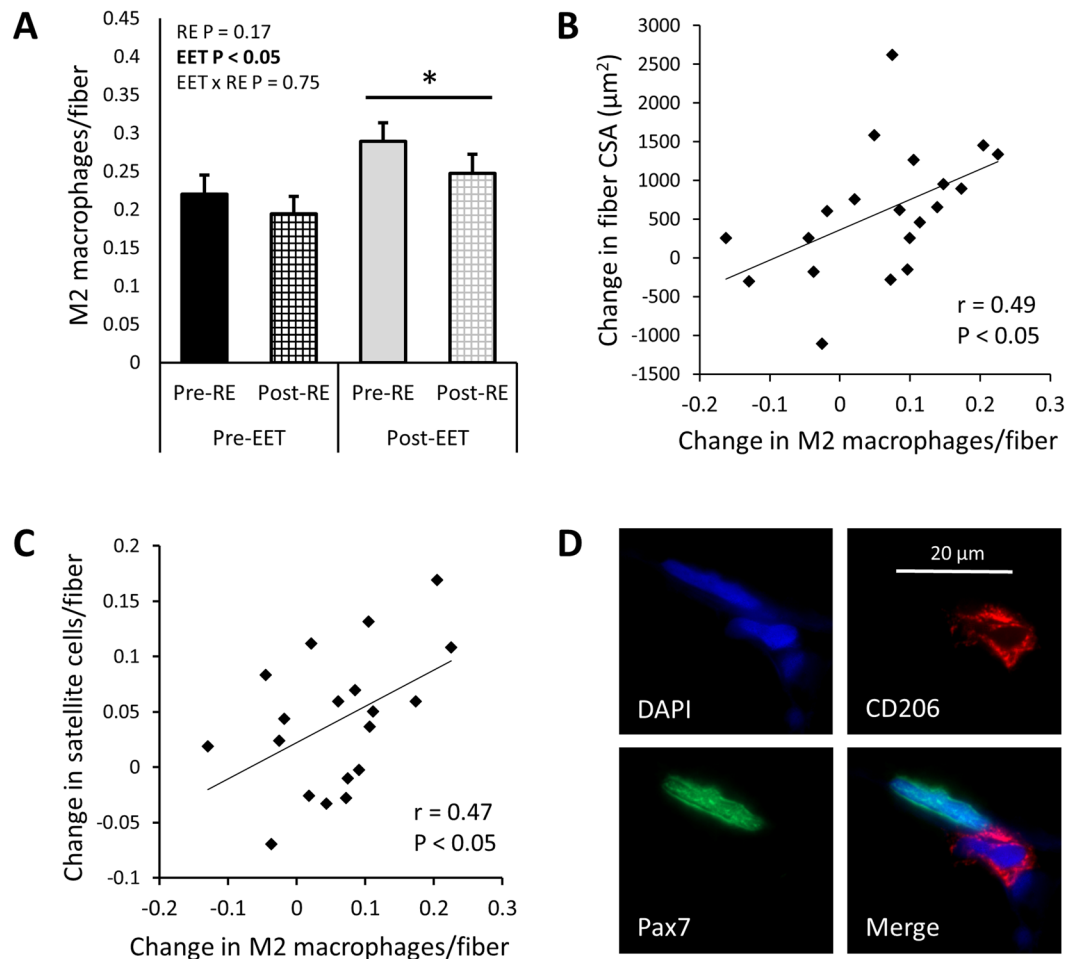 A
M2 macrophages/fiber
0.45
0.4
0.35
0.3
0.25
0.2
0.15
0.1
0.05
0
RE P = 0.17
EET P < 0.05
EET x RE P = 0.75
*
Pre-RE Post-RE Pre-RE Post-RE
Pre-EET Post-EET
B
Change in fiber CSA (µm²)
3000
2500
2000
1500
1000
500
0
-500
-1000
-1500
r = 0.49
P < 0.05
-0.2 -0.1 0 0.1 0.2 0.3
Change in M2 macrophages/fiber
C
Change in satellite cells/fiber
0.2
0.15
0.1
0.05
0
-0.05
-0.1
r = 0.47
P < 0.05
-0.2 -0.1 0 0.1 0.2 0.3
Change in M2 macrophages/fiber
D
DAPI
20 µm
CD206
Pax7
Merge